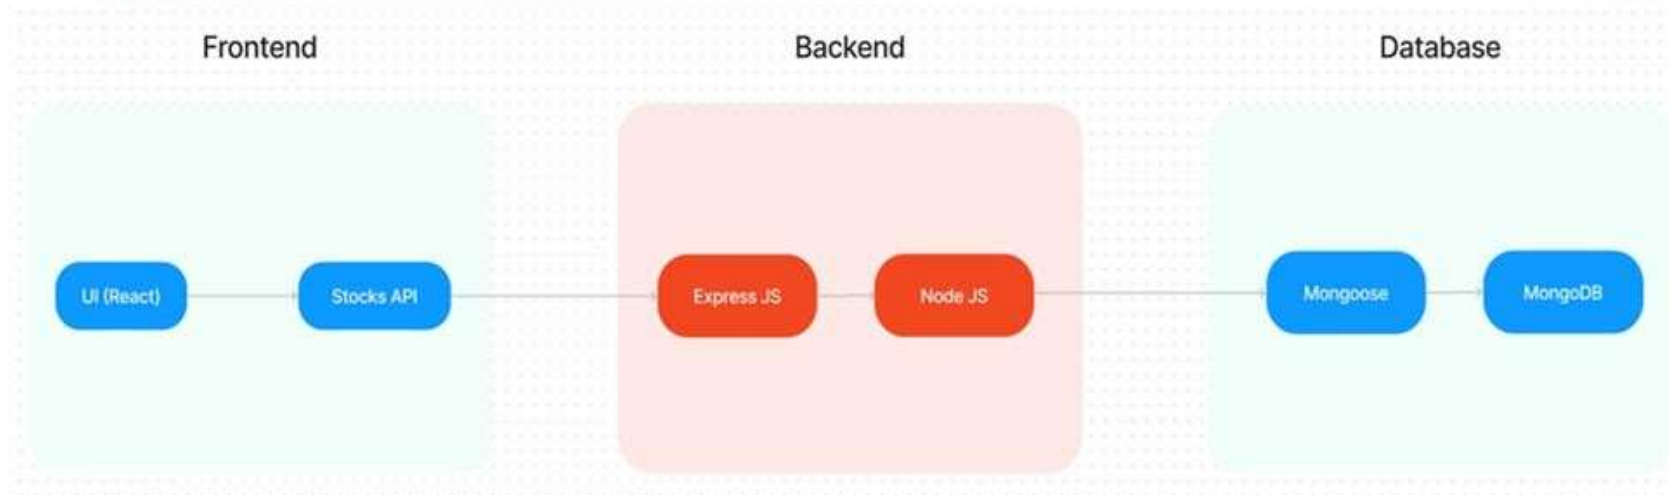 Frontend
Backend
Database
UI (React)
Stocks API
Express JS
Node JS
Mongoose
MongoDB